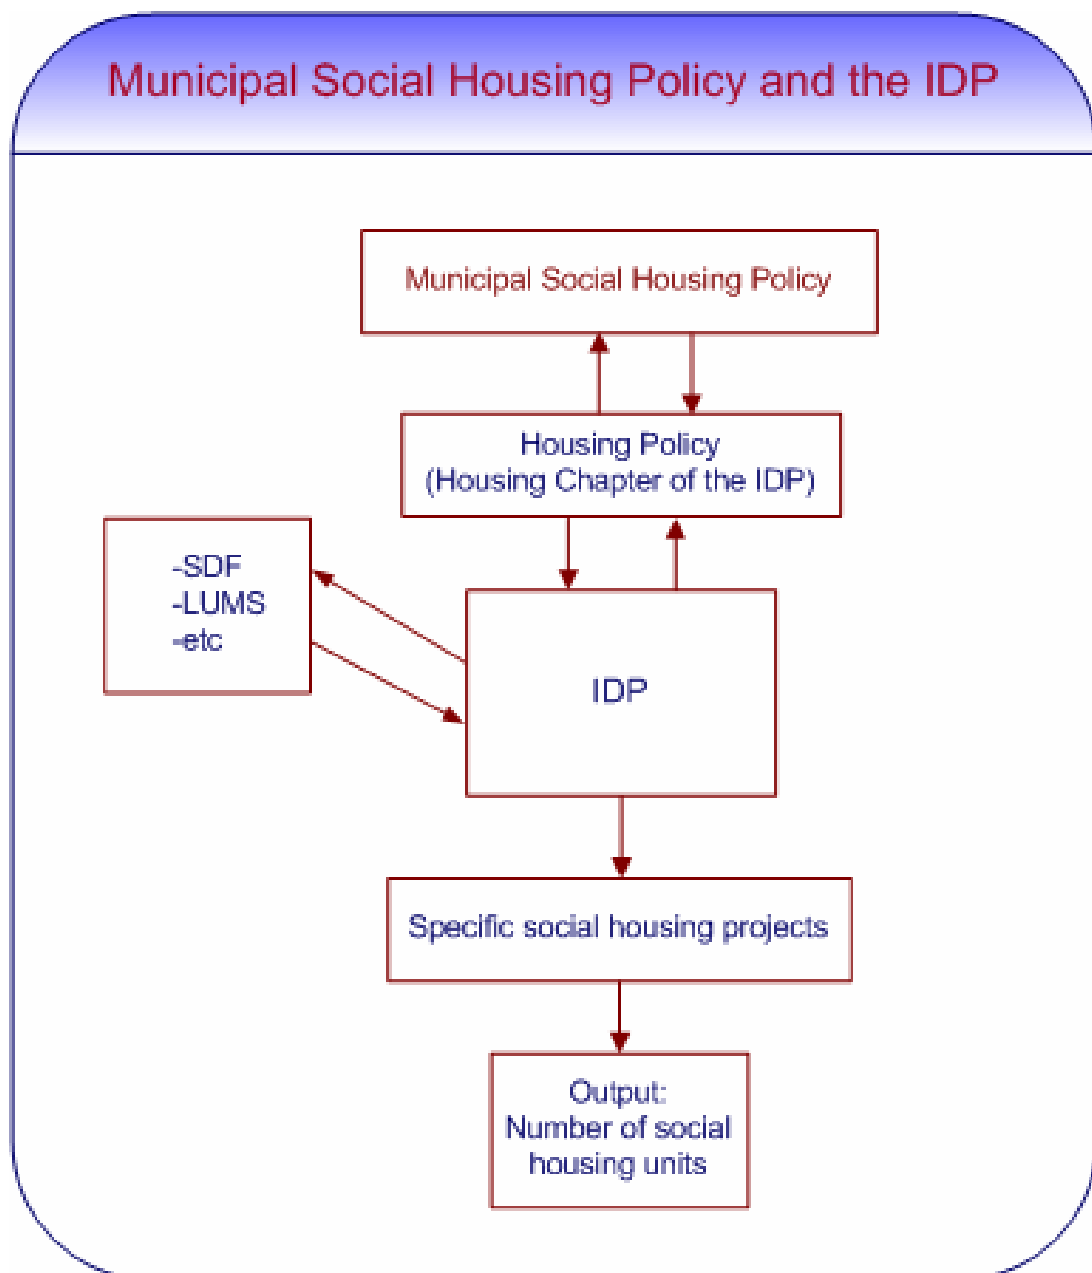 Municipal Social Housing Policy and the IDP
Municipal Social Housing Policy
Housing Policy
(Housing Chapter of the IDP)
-SDF
-LUMS
-etc
IDP
Specific social housing projects
Output:
Number of social
housing units